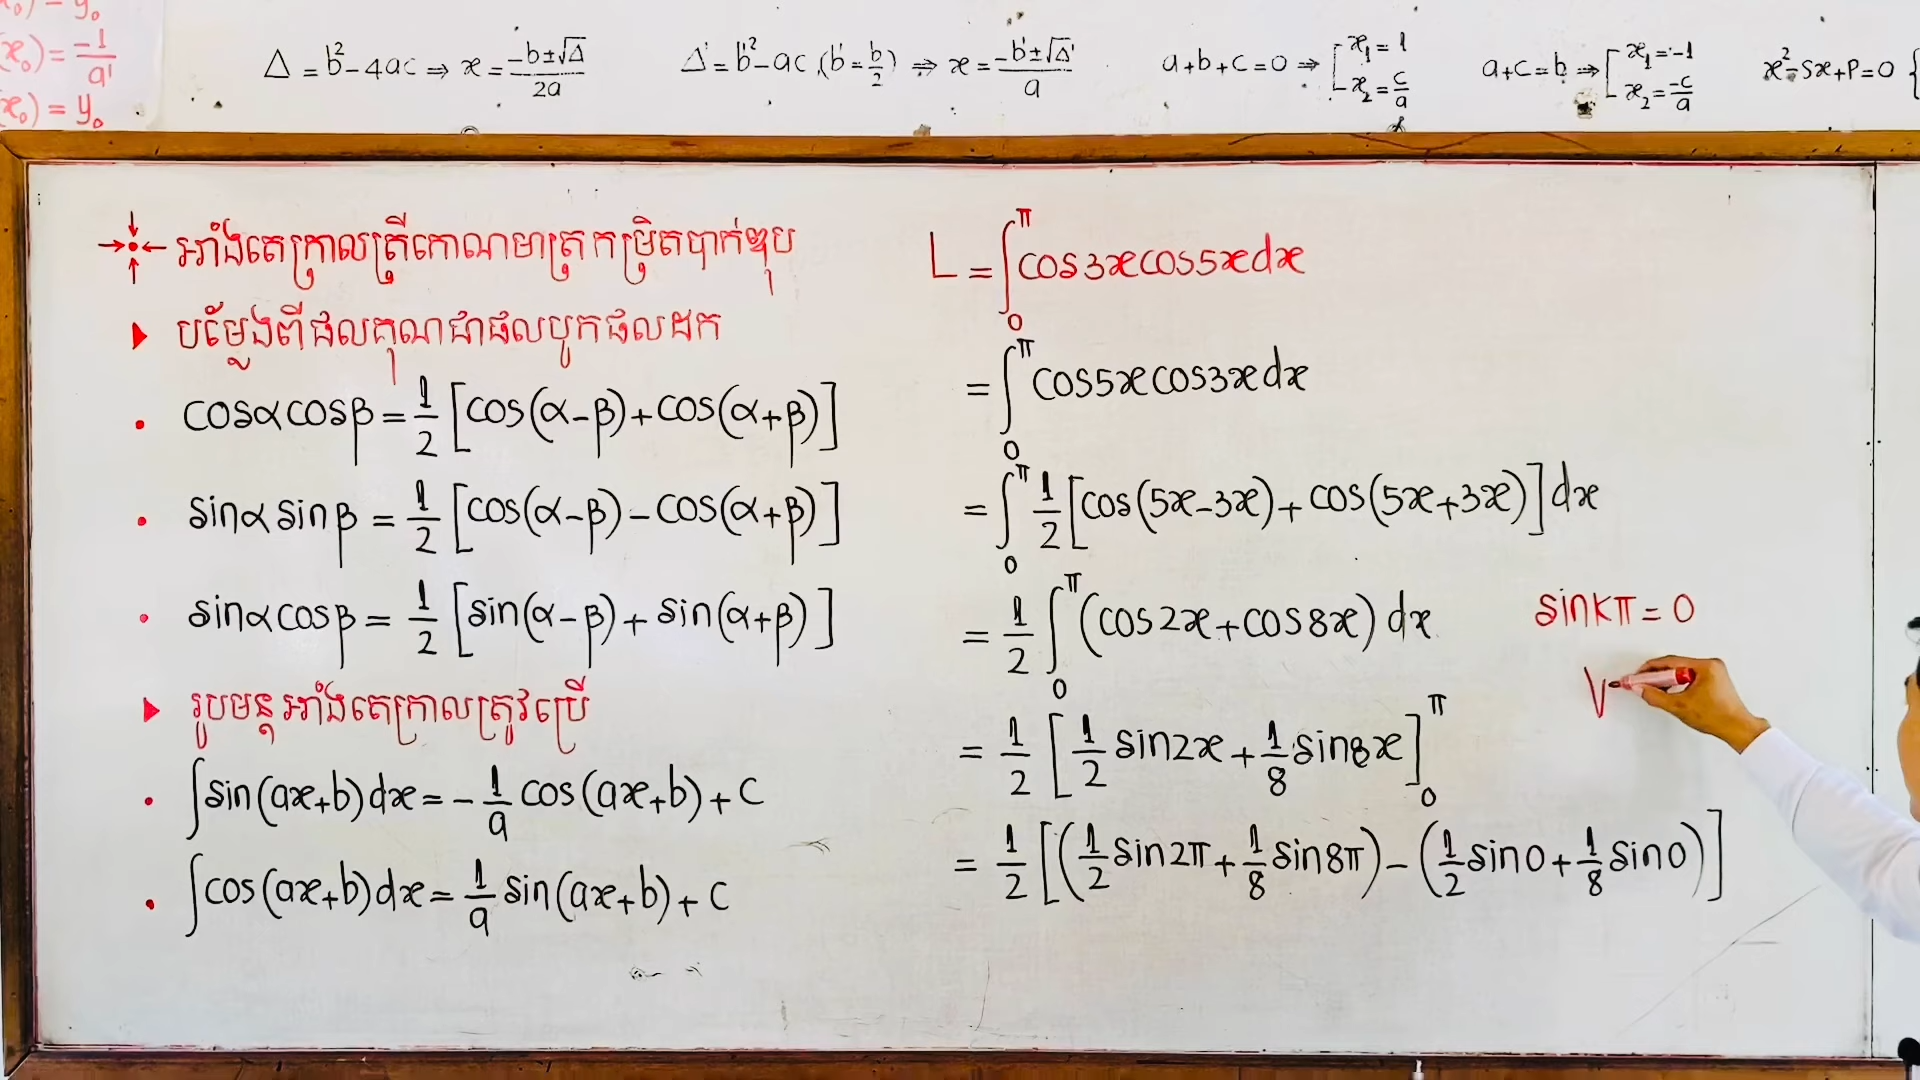 x₀) = y₀
(x₀) = -1/a'
x₀) = y₀
Δ = b² - 4ac ⇒ x = (-b±√Δ)/2a
Δ' = b'² - ac, (b' = b/2) ⇒ x = (-b'±√Δ')/a
a+b+c=0 ⇒ [x₁ = 1, x₂ = c/a
a+c=b ⇒ [x₁ = -1, x₂ = -c/a
x² - Sx + P = 0 {
អាំងតេក្រាលត្រីកោណមាត្រកម្រិតបាក់ឌុប
បម្លែងពីផលគុណជាផលបូកផលដក
• cosα cosβ = 1/2 [cos(α-β) + cos(α+β)]
• sinα sinβ = 1/2 [cos(α-β) - cos(α+β)]
• sinα cosβ = 1/2 [sin(α-β) + sin(α+β)]
រូបមន្តអាំងតេក្រាលត្រូវប្រើ
• ∫sin(ax+b)dx = -1/a cos(ax+b) + c
• ∫cos(ax+b)dx = 1/a sin(ax+b) + c
L = ∫₀^π cos3x cos5x dx
= ∫₀^π cos5x cos3x dx
= ∫₀^π 1/2 [cos(5x-3x) + cos(5x+3x)] dx
= 1/2 ∫₀^π (cos2x + cos8x) dx
= 1/2 [1/2 sin2x + 1/8 sin8x]₀^π
= 1/2 [(1/2 sin2π + 1/8 sin8π) - (1/2 sin0 + 1/8 sin0)]
sinkπ = 0